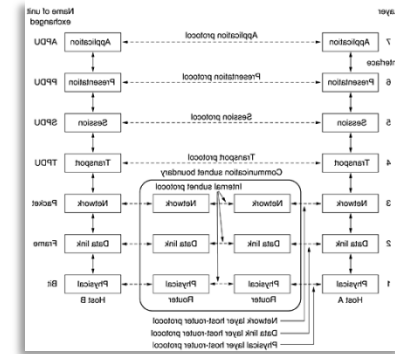 ayer
Name of unit
exchanged
7 Application Application protocol Application APDU
Interface
6 Presentation Presentation protocol Presentation PPDU
5 Session Session protocol Session SPDU
4 Transport Transport protocol Transport TPDU
Communication subnet boundary
Internal subnet protocol
3 Network Network Network Network Packet
2 Data link Data link Data link Data link Frame
1 Physical Physical Physical Physical Bit
Host A Router Router Host B
Network layer host-router protocol
Data link layer host-router protocol
Physical layer host-router protocol